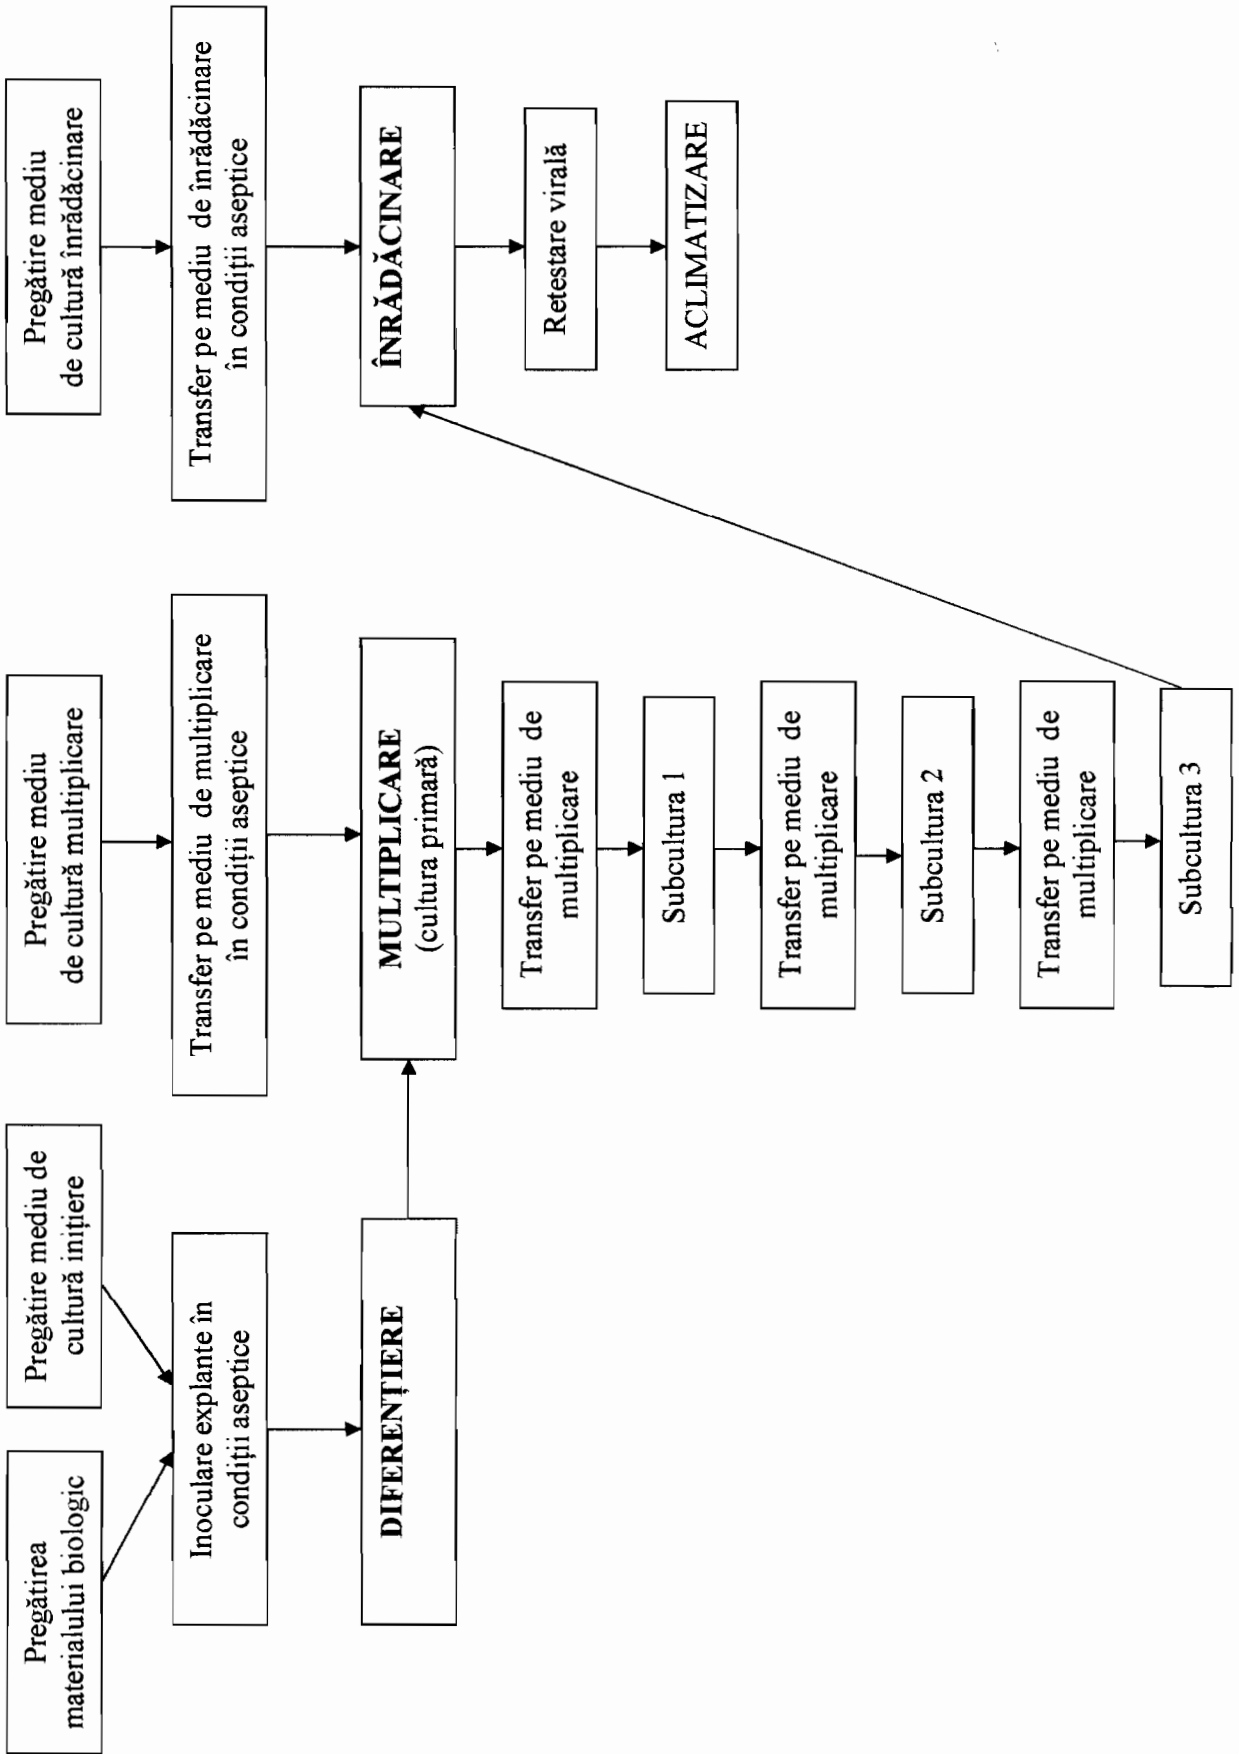 Pregătirea
materialului biologic
Pregătire mediu de
cultură inițiere
Inoculare explante în
condiții aseptice
DIFERENȚIERE
Pregătire mediu
de cultură multiplicare
Transfer pe mediu de multiplicare
în condiții aseptice
MULTIPLICARE
(cultura primară)
Transfer pe mediu de
multiplicare
Subcultura 1
Transfer pe mediu de
multiplicare
Subcultura 2
Transfer pe mediu de
multiplicare
Subcultura 3
Pregătire mediu
de cultură înrădăcinare
Transfer pe mediu de înrădăcinare
în condiții aseptice
ÎNRĂDĂCINARE
Retestare virală
ACLIMATIZARE